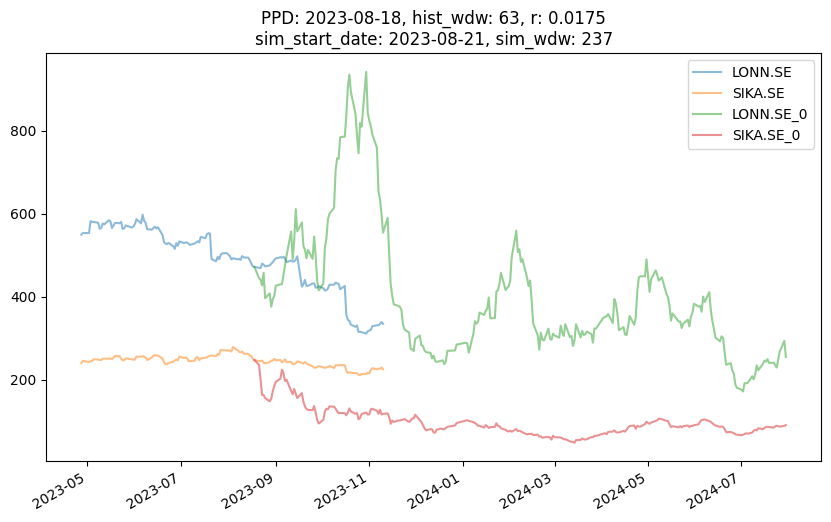 PPD: 2023-08-18, hist_wdw: 63, r: 0.0175
sim_start_date: 2023-08-21, sim_wdw: 237
LONN.SE
SIKA.SE
LONN.SE_0
SIKA.SE_0
800
600
400
200
2023-05
2023-07
2023-09
2023-11
2024-01
2024-03
2024-05
2024-07